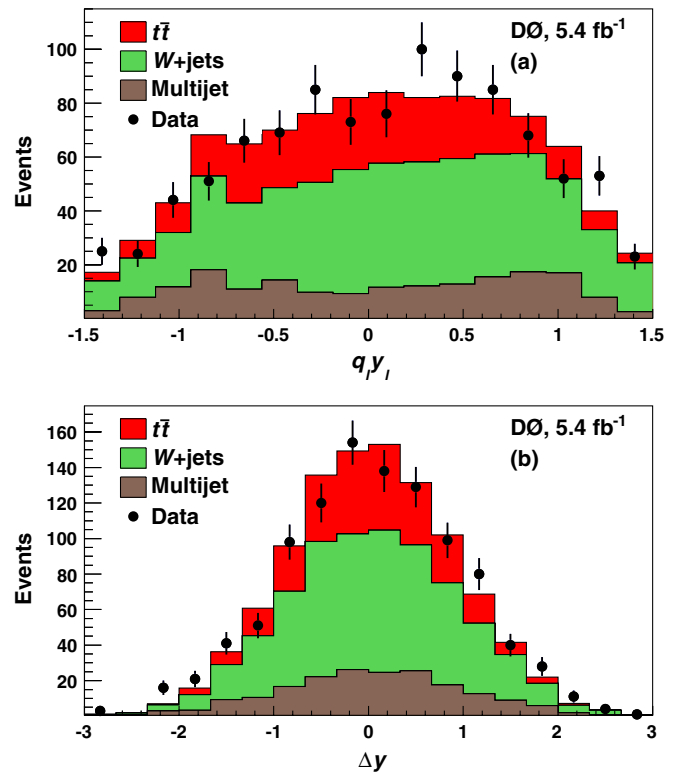 tt̄
W+jets
Multijet
Data
DØ, 5.4 fb⁻¹
(a)
Events
100
80
60
40
20
-1.5 -1 -0.5 0 0.5 1 1.5
qₗyₗ
tt̄
W+jets
Multijet
Data
DØ, 5.4 fb⁻¹
(b)
Events
160
140
120
100
80
60
40
20
-3 -2 -1 0 1 2 3
Δy